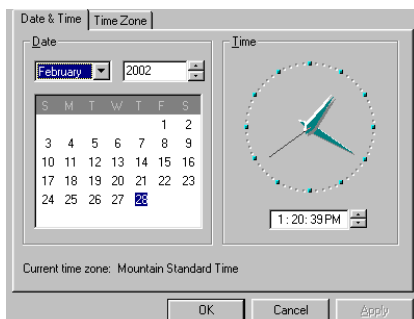 Date & Time
Time Zone
Date
February
2002
S M T W T F S
1 2
3 4 5 6 7 8 9
10 11 12 13 14 15 16
17 18 19 20 21 22 23
24 25 26 27 28
Time
1:20:39 PM
Current time zone: Mountain Standard Time
OK
Cancel
Apply